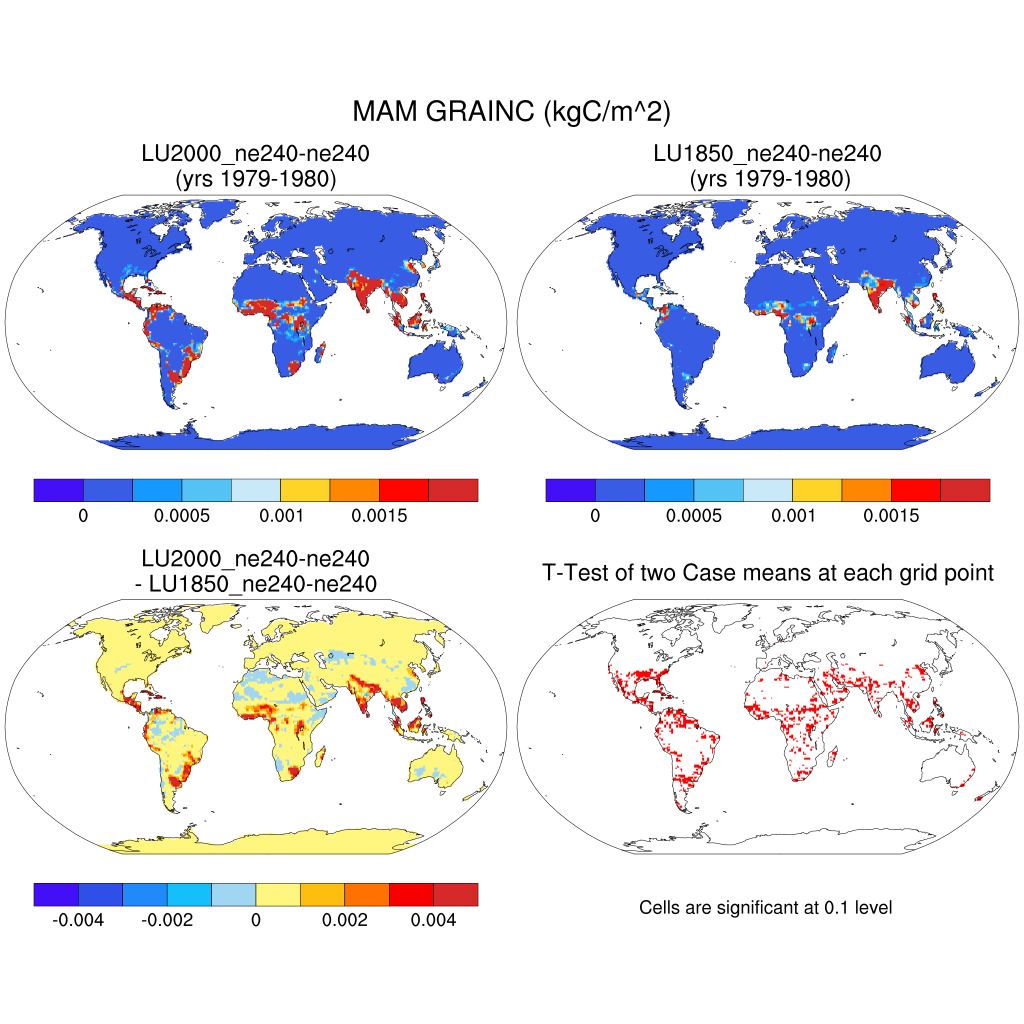 MAM GRAINC (kgC/m^2)
LU2000_ne240-ne240
(yrs 1979-1980)
LU1850_ne240-ne240
(yrs 1979-1980)
0 0.0005 0.001 0.0015
0 0.0005 0.001 0.0015
LU2000_ne240-ne240
- LU1850_ne240-ne240
T-Test of two Case means at each grid point
-0.004 -0.002 0 0.002 0.004
Cells are significant at 0.1 level